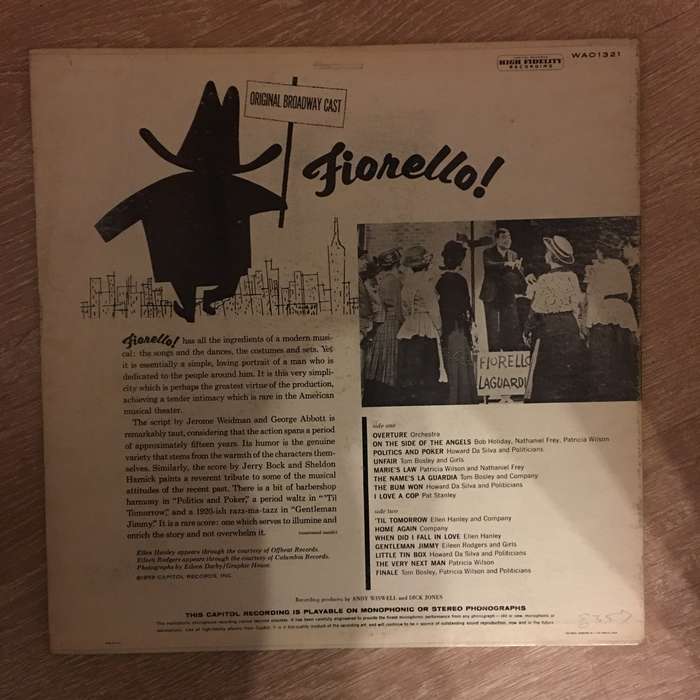 HIGH FIDELITY
RECORDING
WAO1321
ORIGINAL BROADWAY CAST
Fiorello!
FIORELLO
LAGUARDI
Fiorello! has all the ingredients of a modern musi-
cal: the songs and the dances, the costumes and sets. Yet
it is essentially a simple, loving portrait of a man who is
dedicated to the people around him. It is this very simpli-
city which is perhaps the greatest virtue of the production,
achieving a tender intimacy which is rare in the American
musical theater.
The script by Jerome Weidman and George Abbott is
remarkably taut, considering that the action spans a period
of approximately fifteen years. Its humor is the genuine
variety that stems from the warmth of the characters them-
selves. Similarly, the score by Jerry Bock and Sheldon
Harnick paints a reverent tribute to some of the musical
attitudes of the recent past. There is a bit of barbershop
harmony in "Politics and Poker," a period waltz in "'Til
Tomorrow," and a 1920-ish razz-ma-tazz in "Gentleman
Jimmy." It is a rare score: one which serves to illumine and
enrich the story and not overwhelm it.
Ellen Hanley appears through the courtesy of Offbeat Records.
Eileen Rodgers appears through the courtesy of Columbia Records.
Photographs by Eileen Darby/Graphic House
©1959 CAPITOL RECORDS, INC.
side one
OVERTURE Orchestra
ON THE SIDE OF THE ANGELS Bob Holiday, Nathaniel Frey, Patricia Wilson
POLITICS AND POKER Howard Da Silva and Politicians
UNFAIR Tom Bosley and Girls
MARIE'S LAW Patricia Wilson and Nathaniel Frey
THE NAME'S LA GUARDIA Tom Bosley and Company
THE BUM WON Howard Da Silva and Politicians
I LOVE A COP Pat Stanley
side two
'TIL TOMORROW Ellen Hanley and Company
HOME AGAIN Company
WHEN DID I FALL IN LOVE Ellen Hanley
GENTLEMAN JIMMY Eileen Rodgers and Girls
LITTLE TIN BOX Howard Da Silva and Politicians
THE VERY NEXT MAN Patricia Wilson
FINALE Tom Bosley, Patricia Wilson and Politicians
Recording produced by ANDY WISWELL and DICK JONES
THIS CAPITOL RECORDING IS PLAYABLE ON MONOPHONIC OR STEREO PHONOGRAPHS